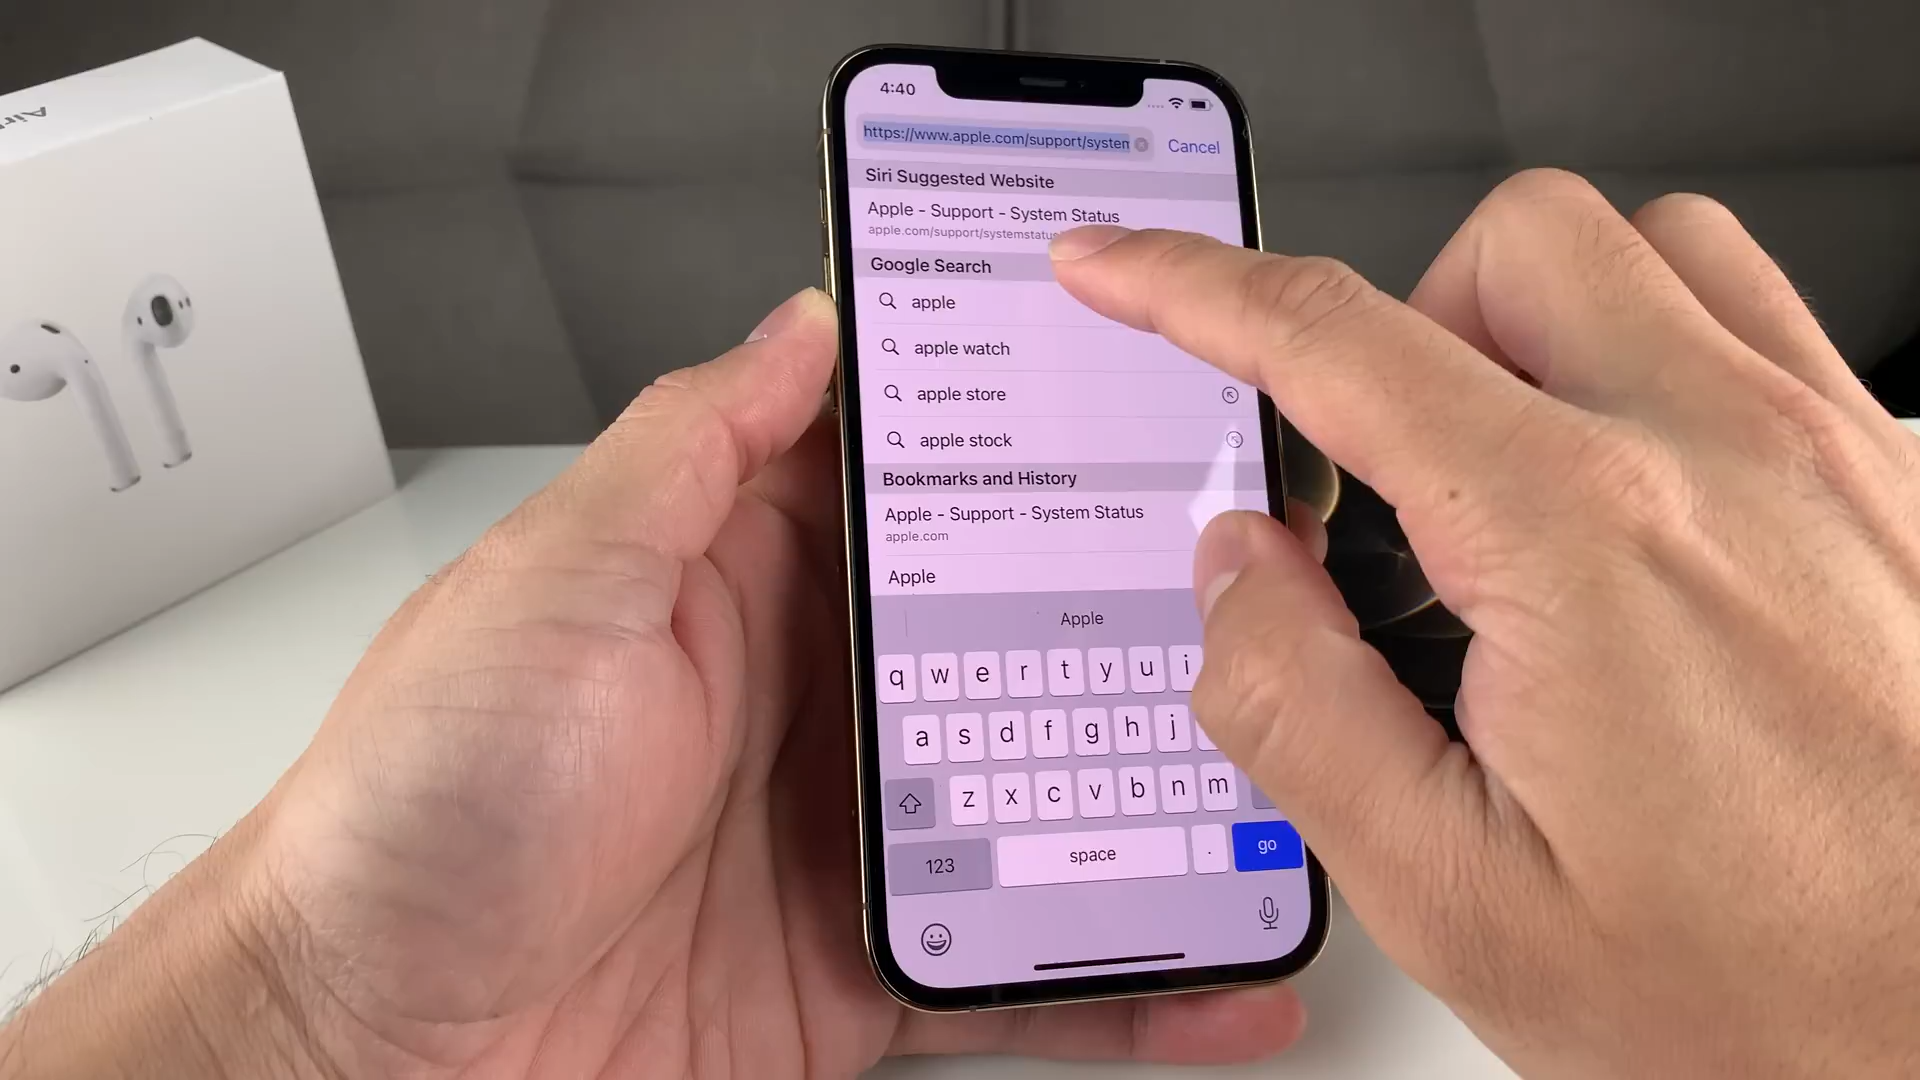 4:40
https://www.apple.com/support/system
Cancel
Siri Suggested Website
Apple - Support - System Status
apple.com/support/systemstatus
Google Search
apple
apple watch
apple store
apple stock
Bookmarks and History
Apple - Support - System Status
apple.com
Apple
Apple
q w e r t y u i
a s d f g h j
z x c v b n m
123 space . go